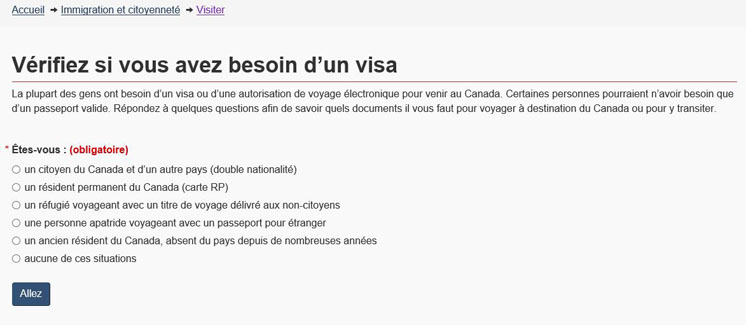 Accueil → Immigration et citoyenneté → Visiter
Vérifiez si vous avez besoin d’un visa
La plupart des gens ont besoin d’un visa ou d’une autorisation de voyage électronique pour venir au Canada. Certaines personnes pourraient n’avoir besoin que
d’un passeport valide. Répondez à quelques questions afin de savoir quels documents il vous faut pour voyager à destination du Canada ou pour y transiter.
* Êtes-vous : (obligatoire)
un citoyen du Canada et d’un autre pays (double nationalité)
un résident permanent du Canada (carte RP)
un réfugié voyageant avec un titre de voyage délivré aux non-citoyens
une personne apatride voyageant avec un passeport pour étranger
un ancien résident du Canada, absent du pays depuis de nombreuses années
aucune de ces situations
Allez